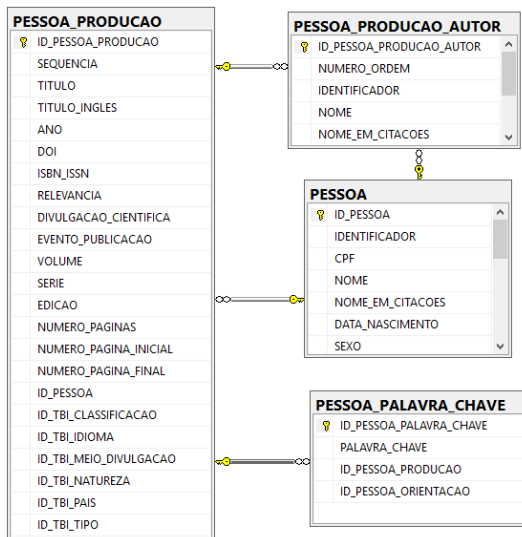 PESSOA_PRODUCAO
ID_PESSOA_PRODUCAO
SEQUENCIA
TITULO
TITULO_INGLES
ANO
DOI
ISBN_ISSN
RELEVANCIA
DIVULGACAO_CIENTIFICA
EVENTO_PUBLICACAO
VOLUME
SERIE
EDICAO
NUMERO_PAGINAS
NUMERO_PAGINA_INICIAL
NUMERO_PAGINA_FINAL
ID_PESSOA
ID_TBI_CLASSIFICACAO
ID_TBI_IDIOMA
ID_TBI_MEIO_DIVULGACAO
ID_TBI_NATUREZA
ID_TBI_PAIS
ID_TBI_TIPO
PESSOA_PRODUCAO_AUTOR
ID_PESSOA_PRODUCAO_AUTOR
NUMERO_ORDEM
IDENTIFICADOR
NOME
NOME_EM_CITACOES
PESSOA
ID_PESSOA
IDENTIFICADOR
CPF
NOME
NOME_EM_CITACOES
DATA_NASCIMENTO
SEXO
PESSOA_PALAVRA_CHAVE
ID_PESSOA_PALAVRA_CHAVE
PALAVRA_CHAVE
ID_PESSOA_PRODUCAO
ID_PESSOA_ORIENTACAO